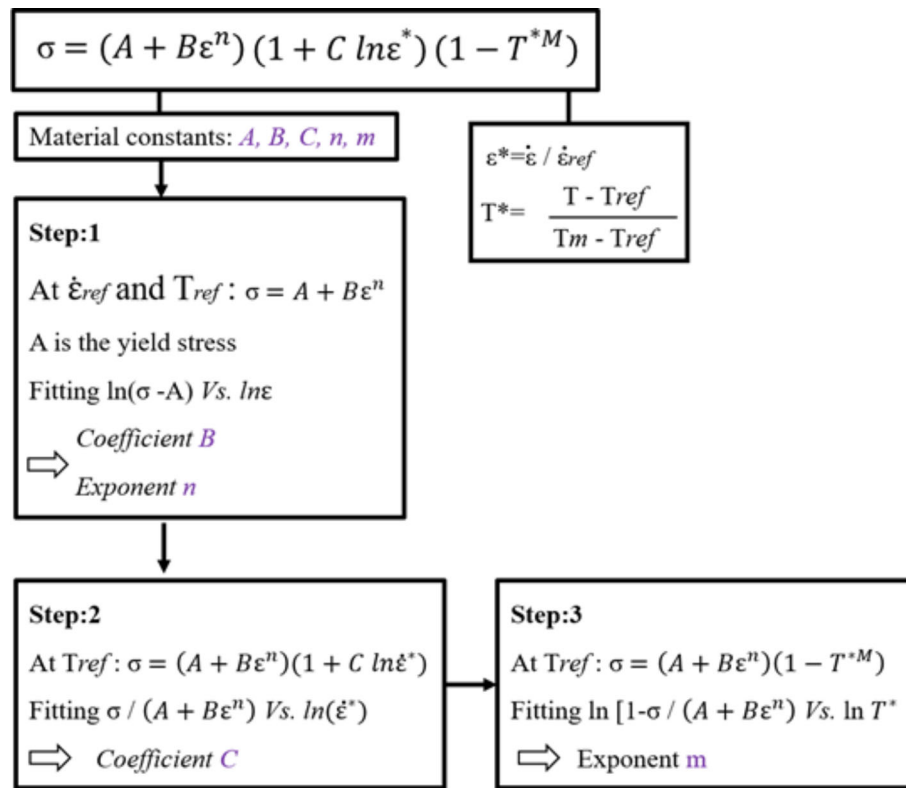 σ = (A + Bε^n) (1 + C lnε^*) (1 − T^{*M})
Material constants: A, B, C, n, m
ε*=ε̇ / ε̇ref
T*= T - Tref
Tm - Tref
Step:1
At ε̇ref and Tref : σ = A + Bε^n
A is the yield stress
Fitting ln(σ -A) Vs. lnε
Coefficient B
⇨
Exponent n
Step:2
At Tref : σ = (A + Bε^n)(1 + C lnε̇^*)
Fitting σ / (A + Bε^n) Vs. ln(ε̇^*)
⇨ Coefficient C
Step:3
At Tref : σ = (A + Bε^n)(1 − T^{*M})
Fitting ln [1-σ / (A + Bε^n) Vs. ln T^*
⇨ Exponent m